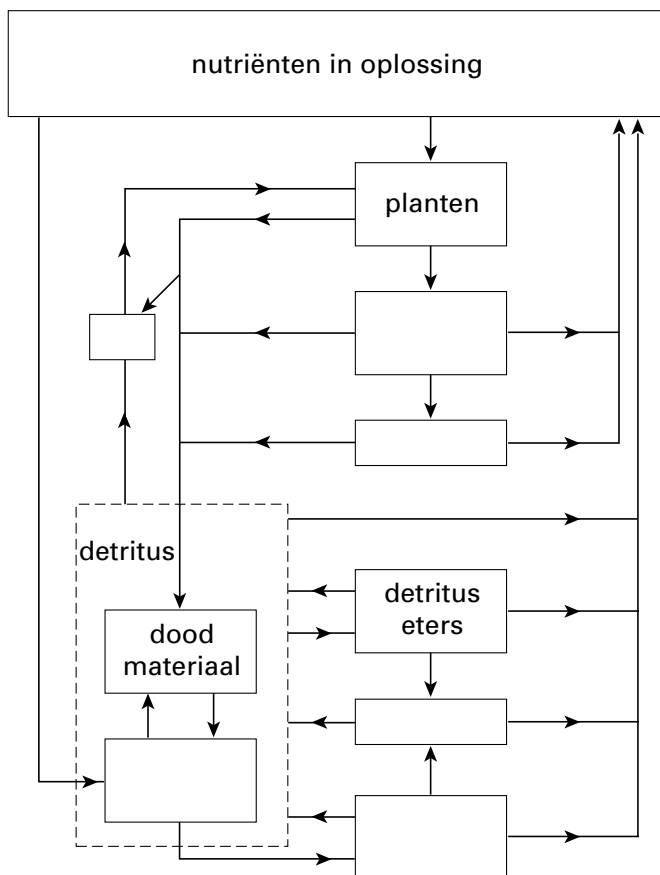 nutriënten in oplossing
planten
detritus
dood
materiaal
detritus
eters